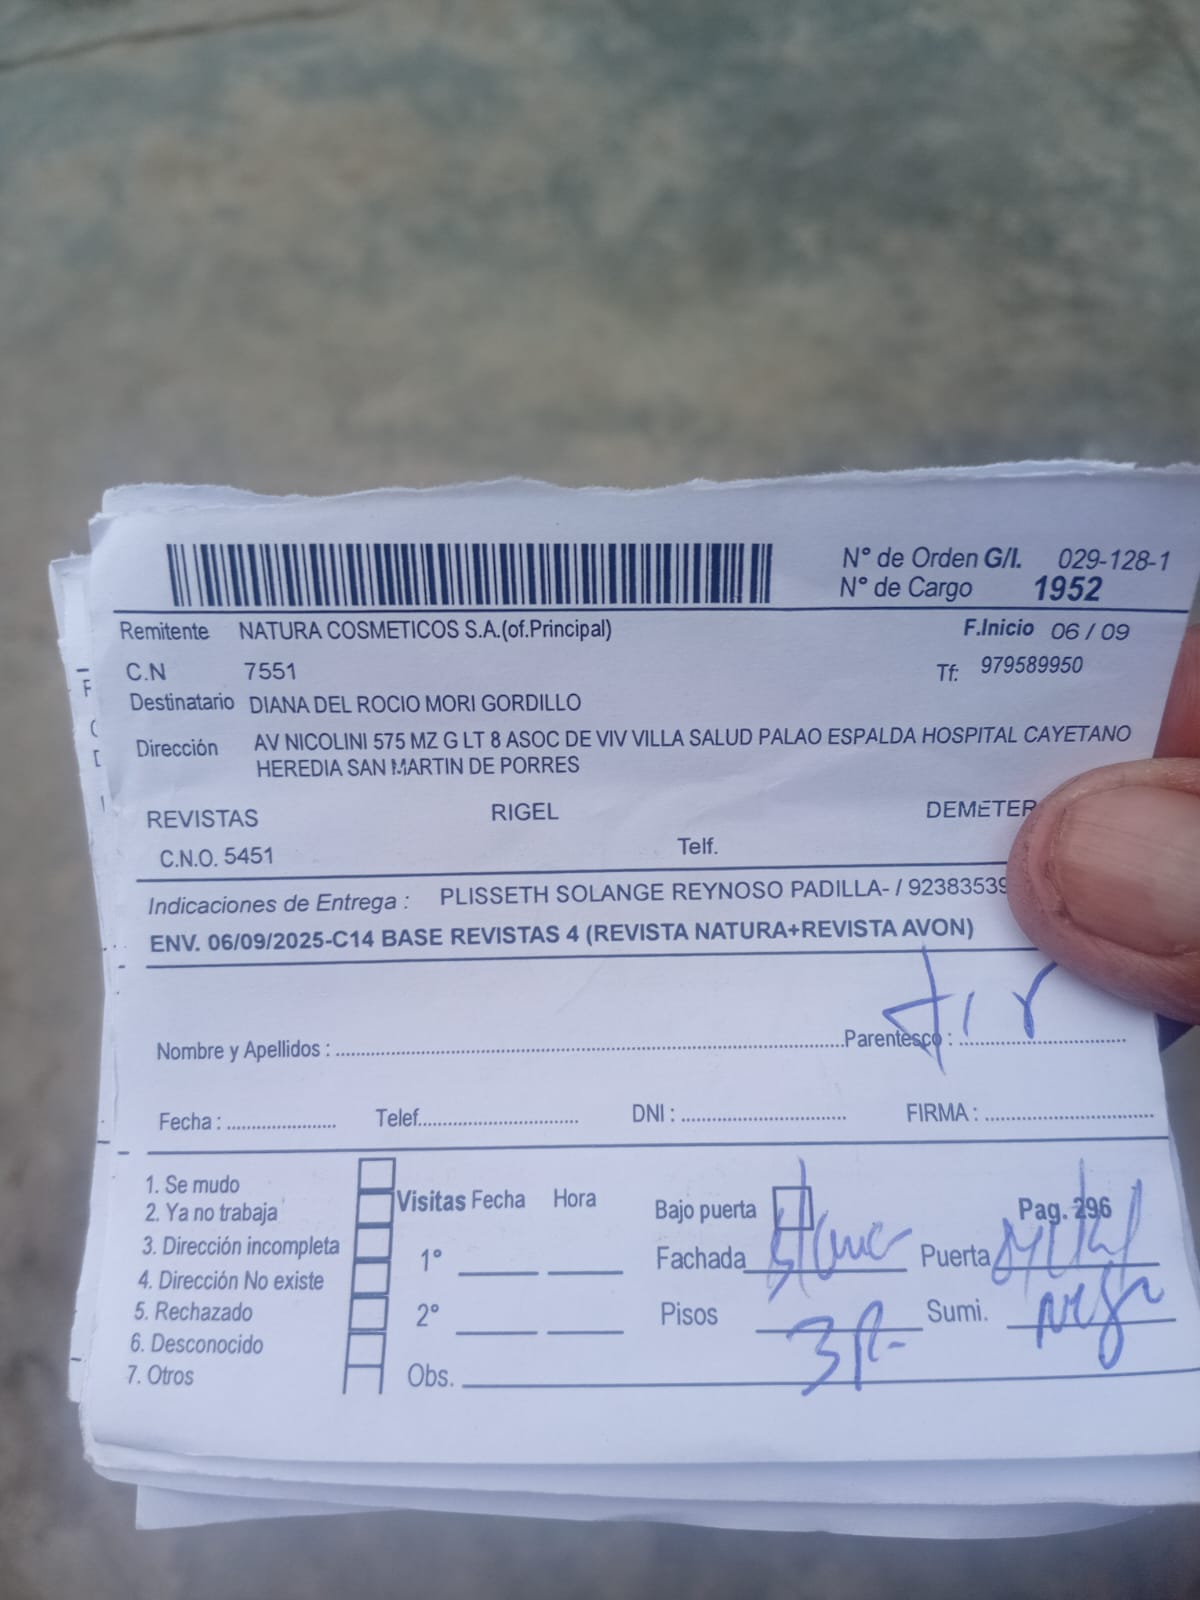 N° de Orden G/I. 029-128-1
N° de Cargo 1952
Remitente NATURA COSMETICOS S.A.(of.Principal) F.Inicio 06 / 09
C.N 7551 Tf: 979589950
Destinatario DIANA DEL ROCIO MORI GORDILLO
Dirección AV NICOLINI 575 MZ G LT 8 ASOC DE VIV VILLA SALUD PALAO ESPALDA HOSPITAL CAYETANO
HEREDIA SAN MARTIN DE PORRES
REVISTAS RIGEL DEMETER
C.N.O. 5451 Telf.
Indicaciones de Entrega : PLISSETH SOLANGE REYNOSO PADILLA- / 92383539
ENV. 06/09/2025-C14 BASE REVISTAS 4 (REVISTA NATURA+REVISTA AVON)
Nombre y Apellidos : Parentesco :
Fecha : Telef. DNI : FIRMA :
1. Se mudo
2. Ya no trabaja Visitas Fecha Hora Bajo puerta Pag. 296
3. Dirección incompleta 1° Fachada Puerta
4. Dirección No existe
5. Rechazado 2° Pisos 3 Sumi.
6. Desconocido
7. Otros Obs.